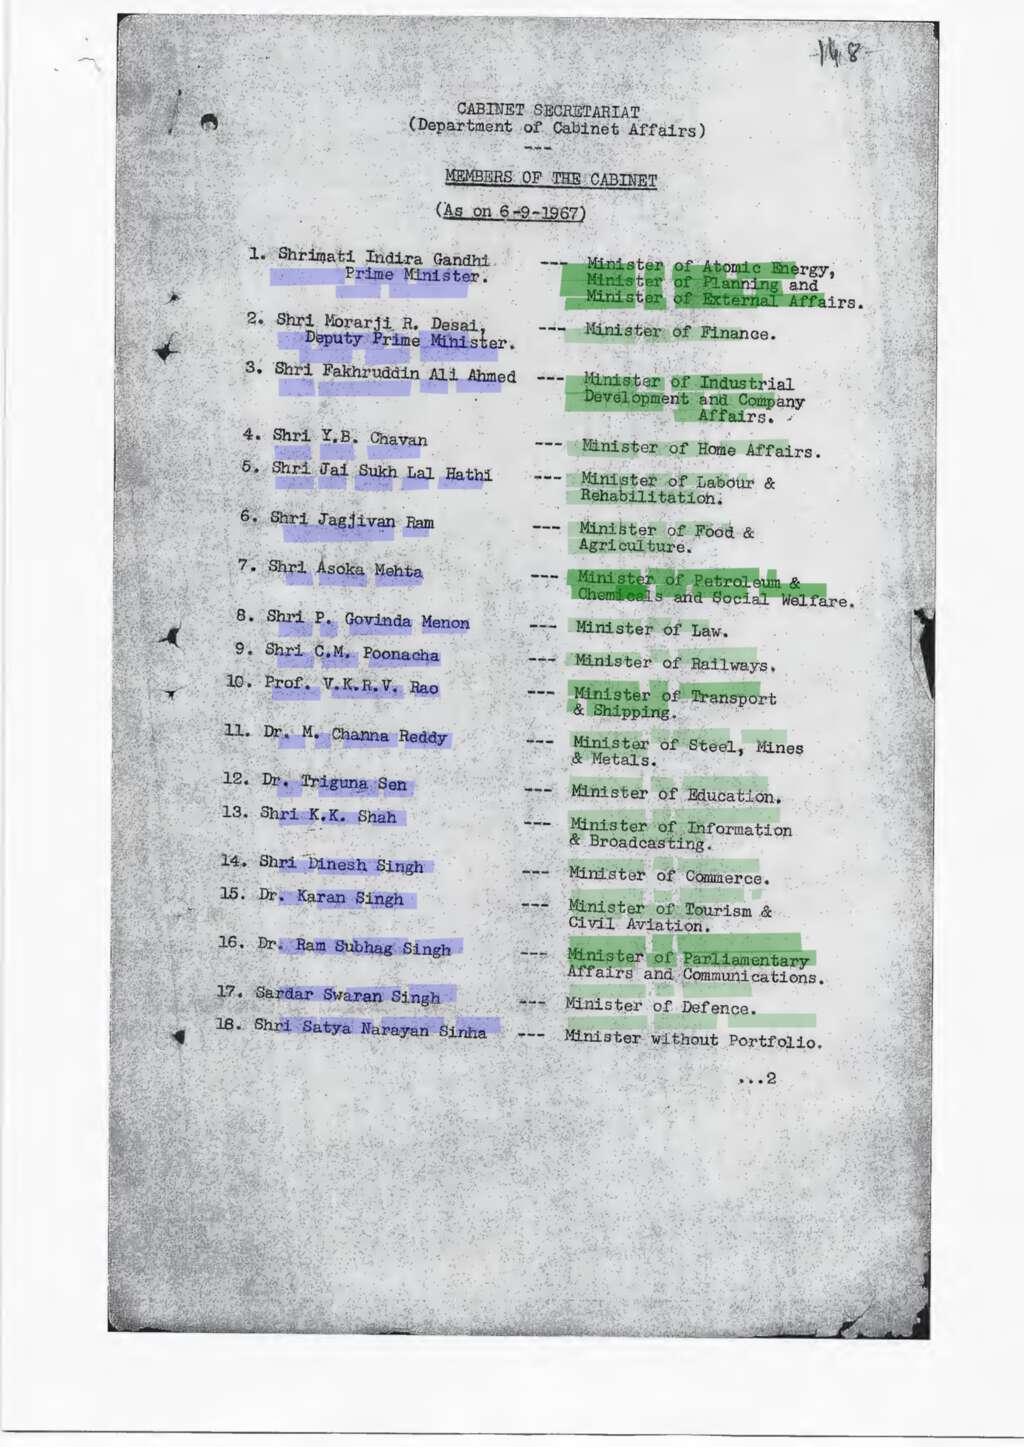 -148-
CABINET SECRETARIAT
(Department of Cabinet Affairs)
---
MEMBERS OF THE CABINET
(As on 6-9-1967)
1. Shrimati Indira Gandhi --- Minister of Atomic Energy,
Prime Minister. Minister of Planning and
Minister of External Affairs.
2. Shri Morarji R. Desai, --- Minister of Finance.
Deputy Prime Minister.
3. Shri Fakhruddin Ali Ahmed --- Minister of Industrial
Development and Company
Affairs.
4. Shri Y.B. Chavan --- Minister of Home Affairs.
5. Shri Jai Sukh Lal Hathi --- Minister of Labour &
Rehabilitation.
6. Shri Jagjivan Ram --- Minister of Food &
Agriculture.
7. Shri Asoka Mehta --- Minister of Petroleum &
Chemicals and Social Welfare.
8. Shri P. Govinda Menon --- Minister of Law.
9. Shri C.M. Poonacha --- Minister of Railways.
10. Prof. V.K.R.V. Rao --- Minister of Transport
& Shipping.
11. Dr. M. Channa Reddy --- Minister of Steel, Mines
& Metals.
12. Dr. Triguna Sen --- Minister of Education.
13. Shri K.K. Shah --- Minister of Information
& Broadcasting.
14. Shri Dinesh Singh --- Minister of Commerce.
15. Dr. Karan Singh --- Minister of Tourism &
Civil Aviation.
16. Dr. Ram Subhag Singh --- Minister of Parliamentary
Affairs and Communications.
17. Sardar Swaran Singh --- Minister of Defence.
18. Shri Satya Narayan Sinha --- Minister without Portfolio.
...2